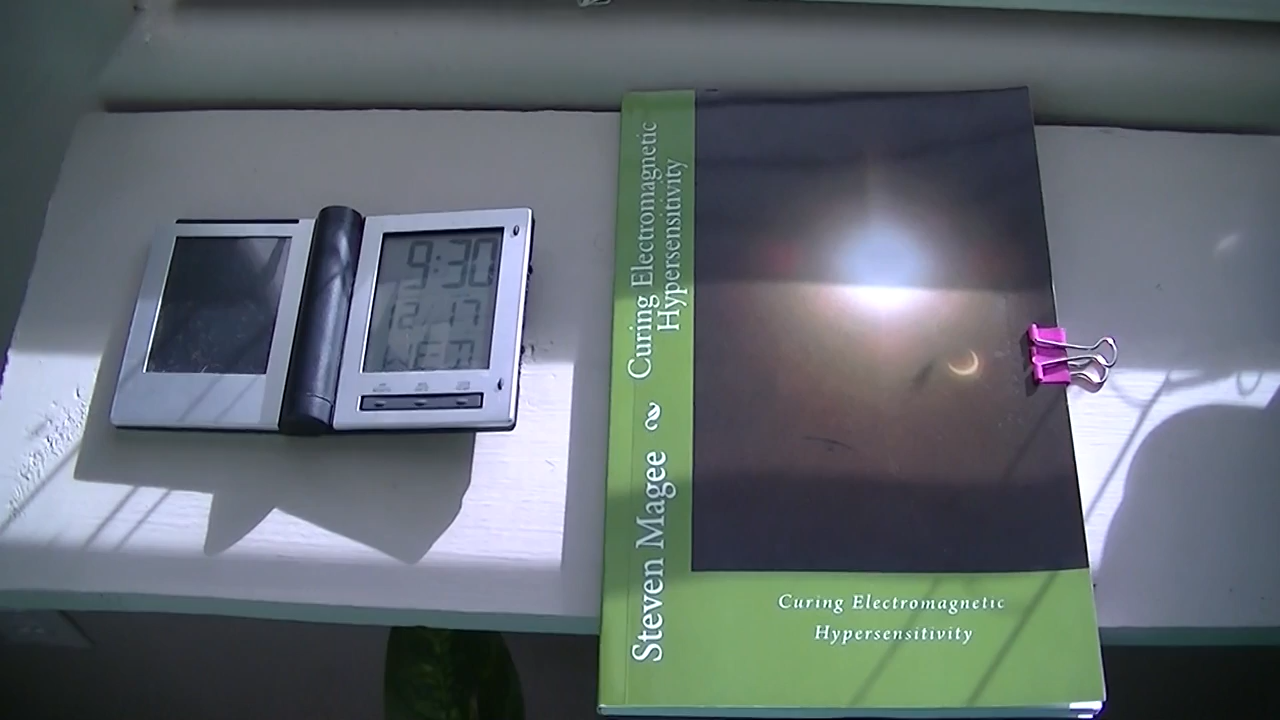 9:30
12.17
WED
Steven Magee Curing Electromagnetic
Hypersensitivity
Curing Electromagnetic
Hypersensitivity